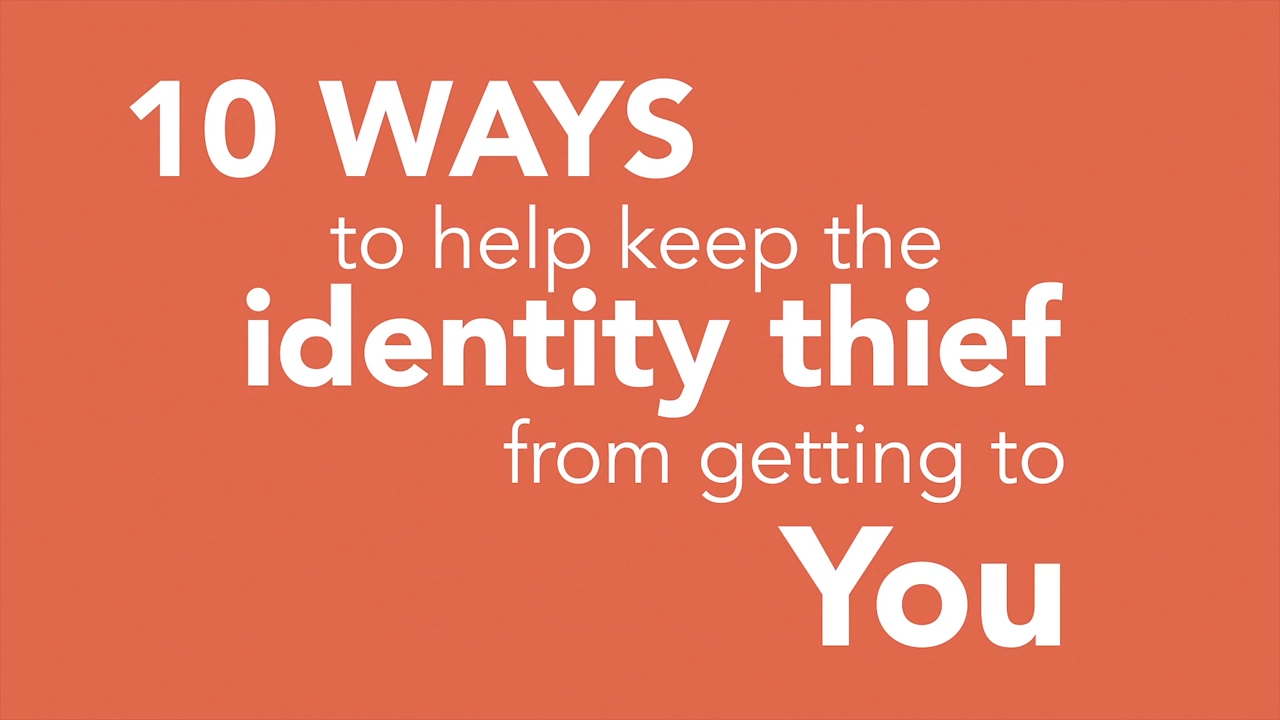 10 WAYS
to help keep the
identity thief
from getting to
You